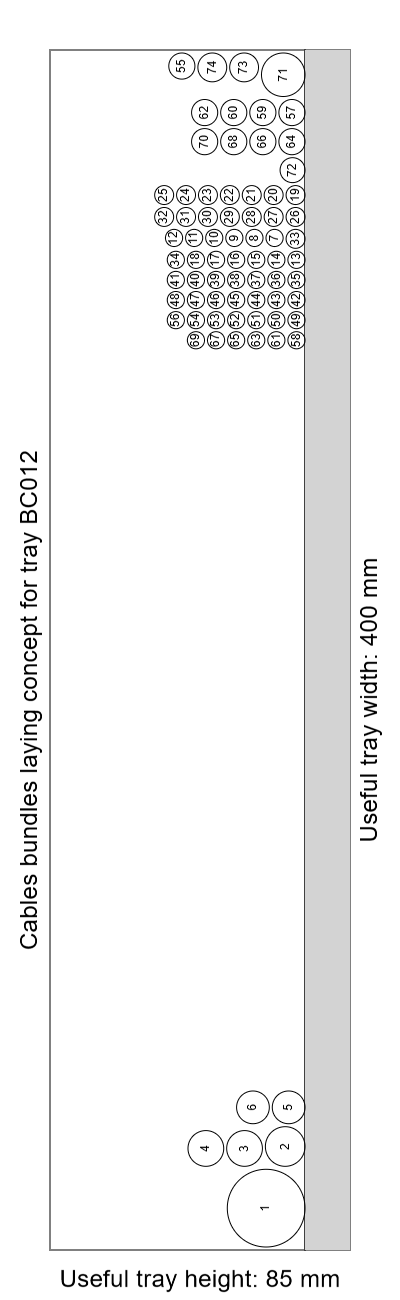 Cables bundles laying concept for tray BC012
55 74 73 71
62 60 59 57
70 68 66 64
72
25 24 23 22 21 20 19
32 31 30 29 28 27 26
12 11 10 9 8 7 33
34 18 17 16 15 14 13
41 40 39 38 37 36 35
48 47 46 45 44 43 42
56 54 53 52 51 50 49
69 67 65 63 61 58
6 5
4 3 2
1
Useful tray width: 400 mm
Useful tray height: 85 mm